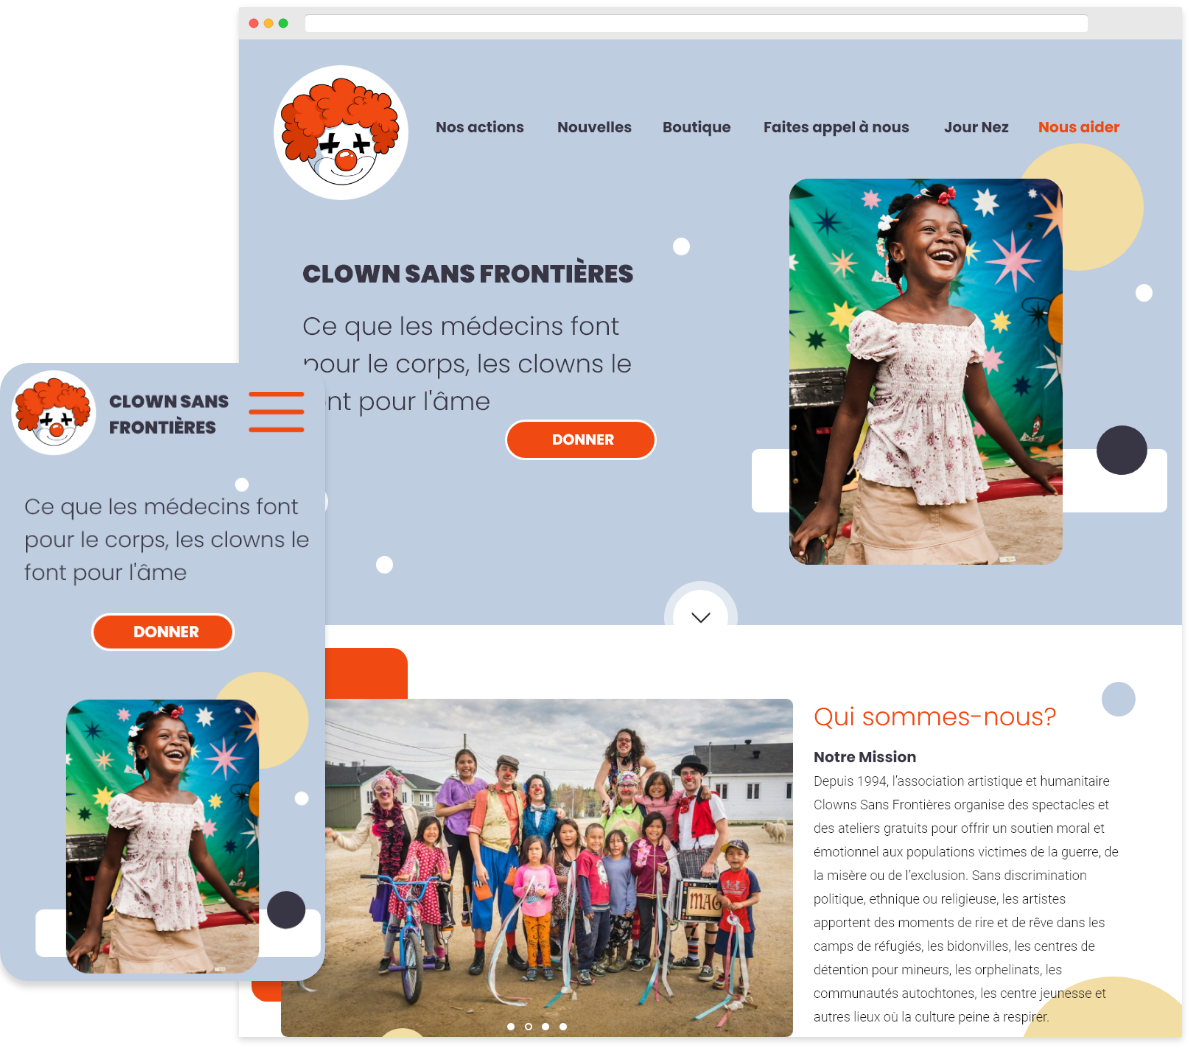 Nos actions Nouvelles Boutique Faites appel à nous Jour Nez Nous aider
CLOWN SANS FRONTIÈRES
Ce que les médecins font
pour le corps, les clowns le
nt pour l'âme
DONNER
CLOWN SANS
FRONTIÈRES
Ce que les médecins font
pour le corps, les clowns le
font pour l'âme
DONNER
Qui sommes-nous?
Notre Mission
Depuis 1994, l'association artistique et humanitaire
Clowns Sans Frontières organise des spectacles et
des ateliers gratuits pour offrir un soutien moral et
émotionnel aux populations victimes de la guerre, de
la misère ou de l'exclusion. Sans discrimination
politique, ethnique ou religieuse, les artistes
apportent des moments de rire et de rêve dans les
camps de réfugiés, les bidonvilles, les centres de
détention pour mineurs, les orphelinats, les
communautés autochtones, les centre jeunesse et
autres lieux où la culture peine à respirer.
MAG